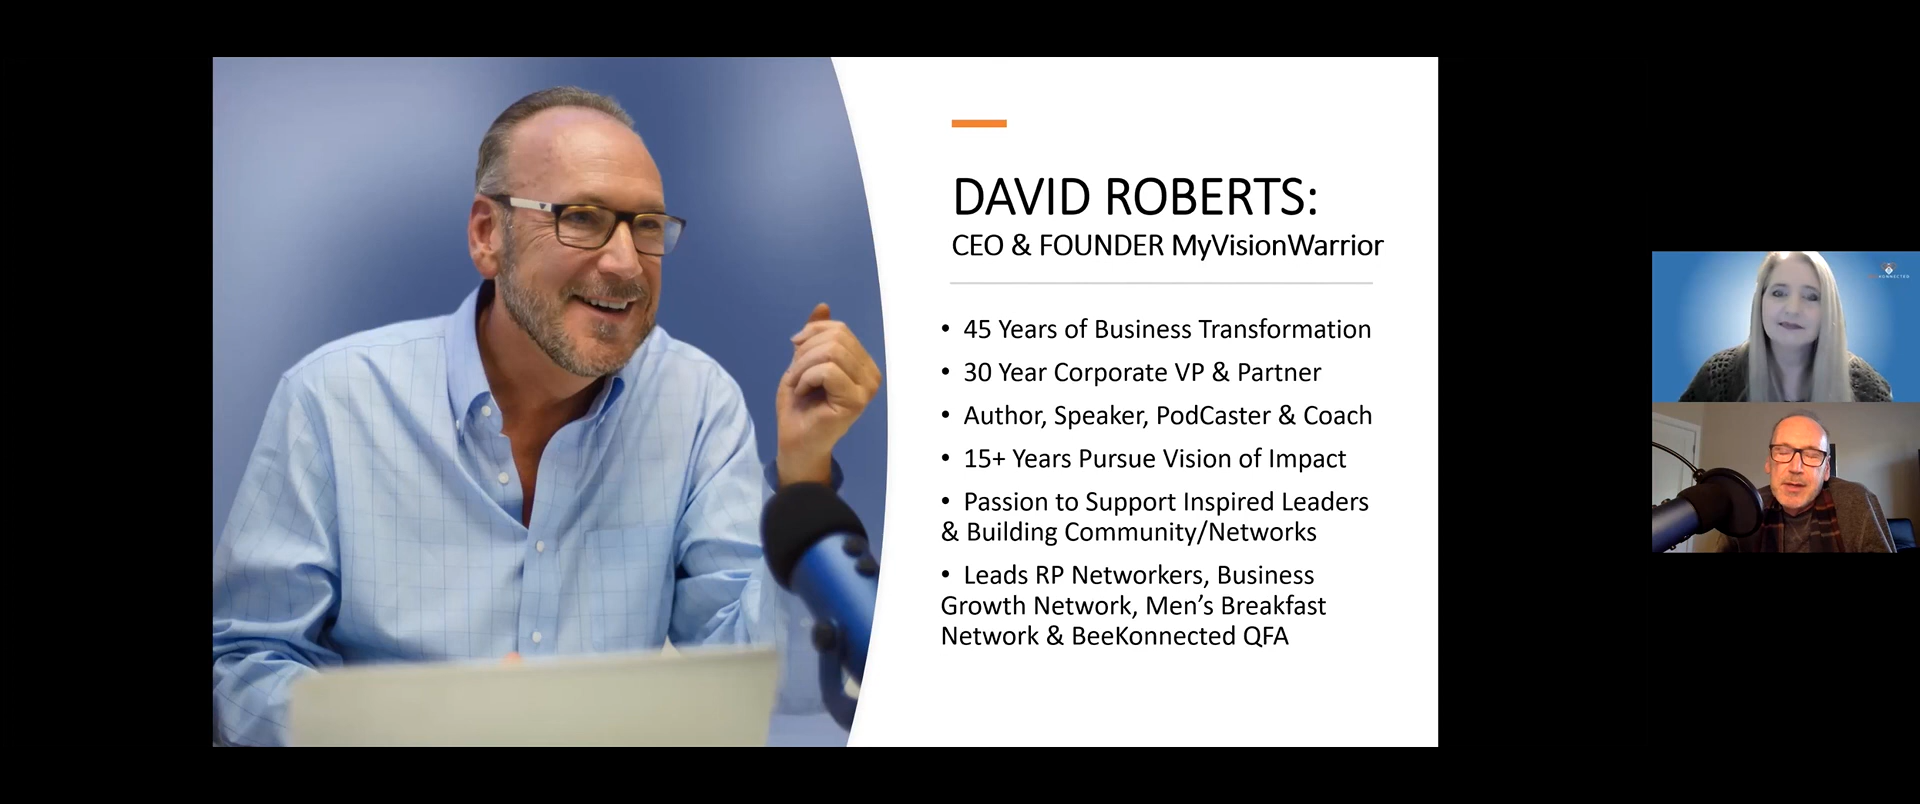 DAVID ROBERTS:
CEO & FOUNDER MyVisionWarrior
• 45 Years of Business Transformation
• 30 Year Corporate VP & Partner
• Author, Speaker, PodCaster & Coach
• 15+ Years Pursue Vision of Impact
• Passion to Support Inspired Leaders
& Building Community/Networks
• Leads RP Networkers, Business
Growth Network, Men’s Breakfast
Network & BeeKonnected QFA